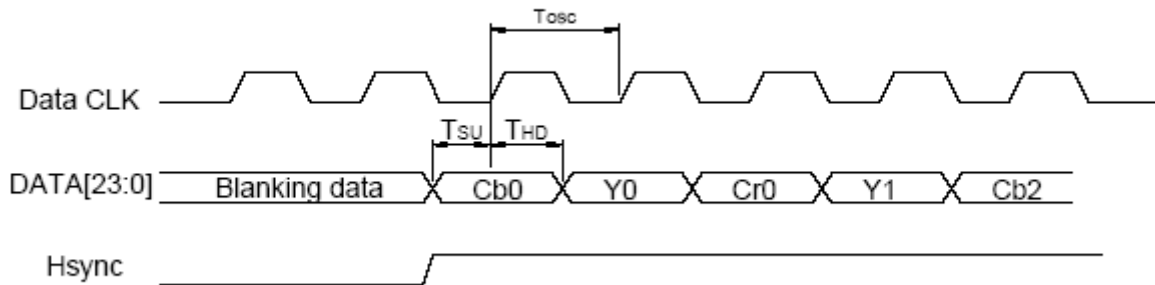 Tosc
Data CLK
TSU THD
DATA[23:0] Blanking data Cb0 Y0 Cr0 Y1 Cb2
Hsync